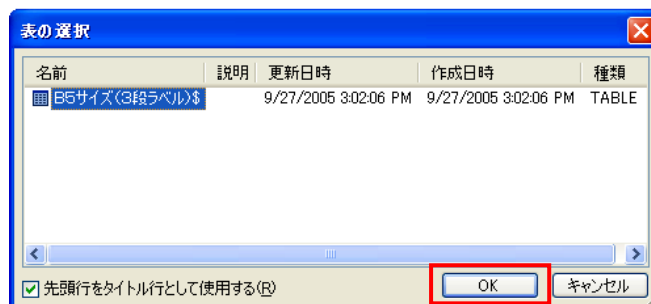 表の選択
名前 説明 更新日時 作成日時 種類
B5サイズ(3段ラベル)$ 9/27/2005 3:02:06 PM 9/27/2005 3:02:06 PM TABLE
先頭行をタイトル行として使用する(R) OK キャンセル